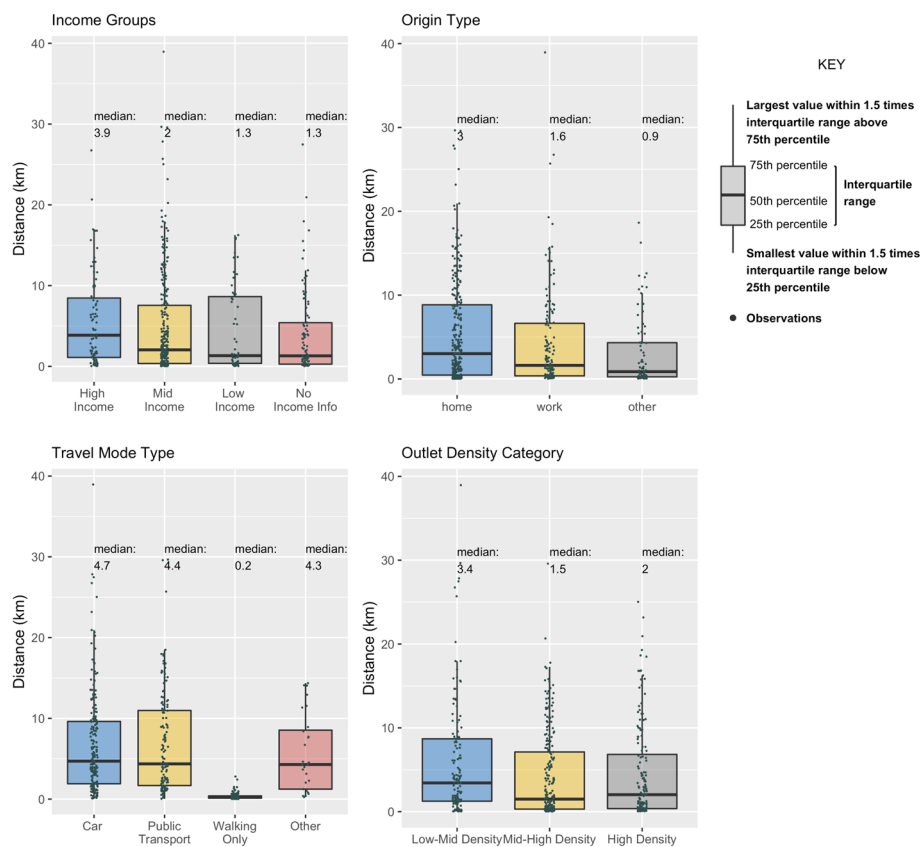 Income Groups
Distance (km)
40
30
20
10
0
median:
3.9
median:
2
median:
1.3
median:
1.3
High
Income
Mid
Income
Low
Income
No
Income Info
Origin Type
Distance (km)
40
30
20
10
0
median:
3
median:
1.6
median:
0.9
home
work
other
KEY
Largest value within 1.5 times
interquartile range above
75th percentile
75th percentile
50th percentile
25th percentile
Interquartile
range
Smallest value within 1.5 times
interquartile range below
25th percentile
Observations
Travel Mode Type
Distance (km)
40
30
20
10
0
median:
4.7
median:
4.4
median:
0.2
median:
4.3
Car
Public
Transport
Walking
Only
Other
Outlet Density Category
Distance (km)
40
30
20
10
0
median:
3.4
median:
1.5
median:
2
Low-Mid Density
Mid-High Density
High Density